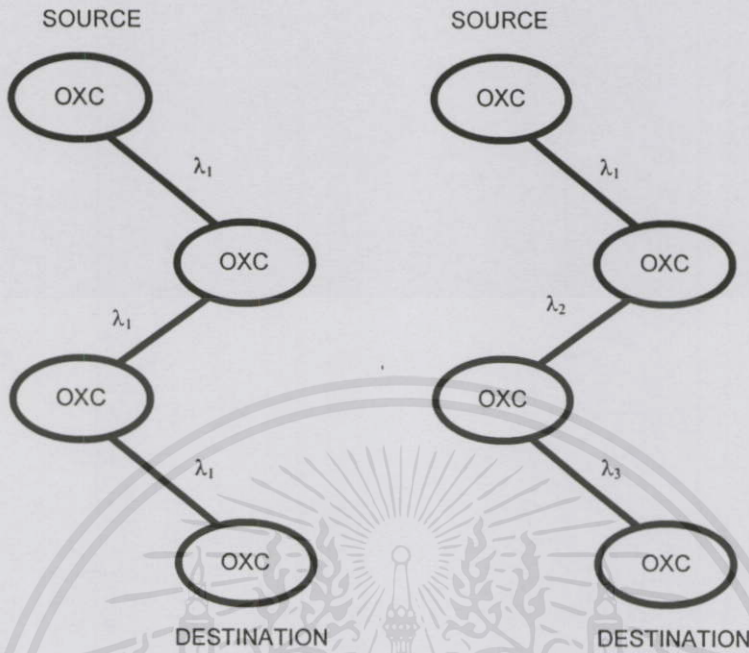 SOURCE
OXC
λ1
OXC
λ1
OXC
λ1
OXC
DESTINATION
SOURCE
OXC
λ1
OXC
λ2
OXC
λ3
OXC
DESTINATION